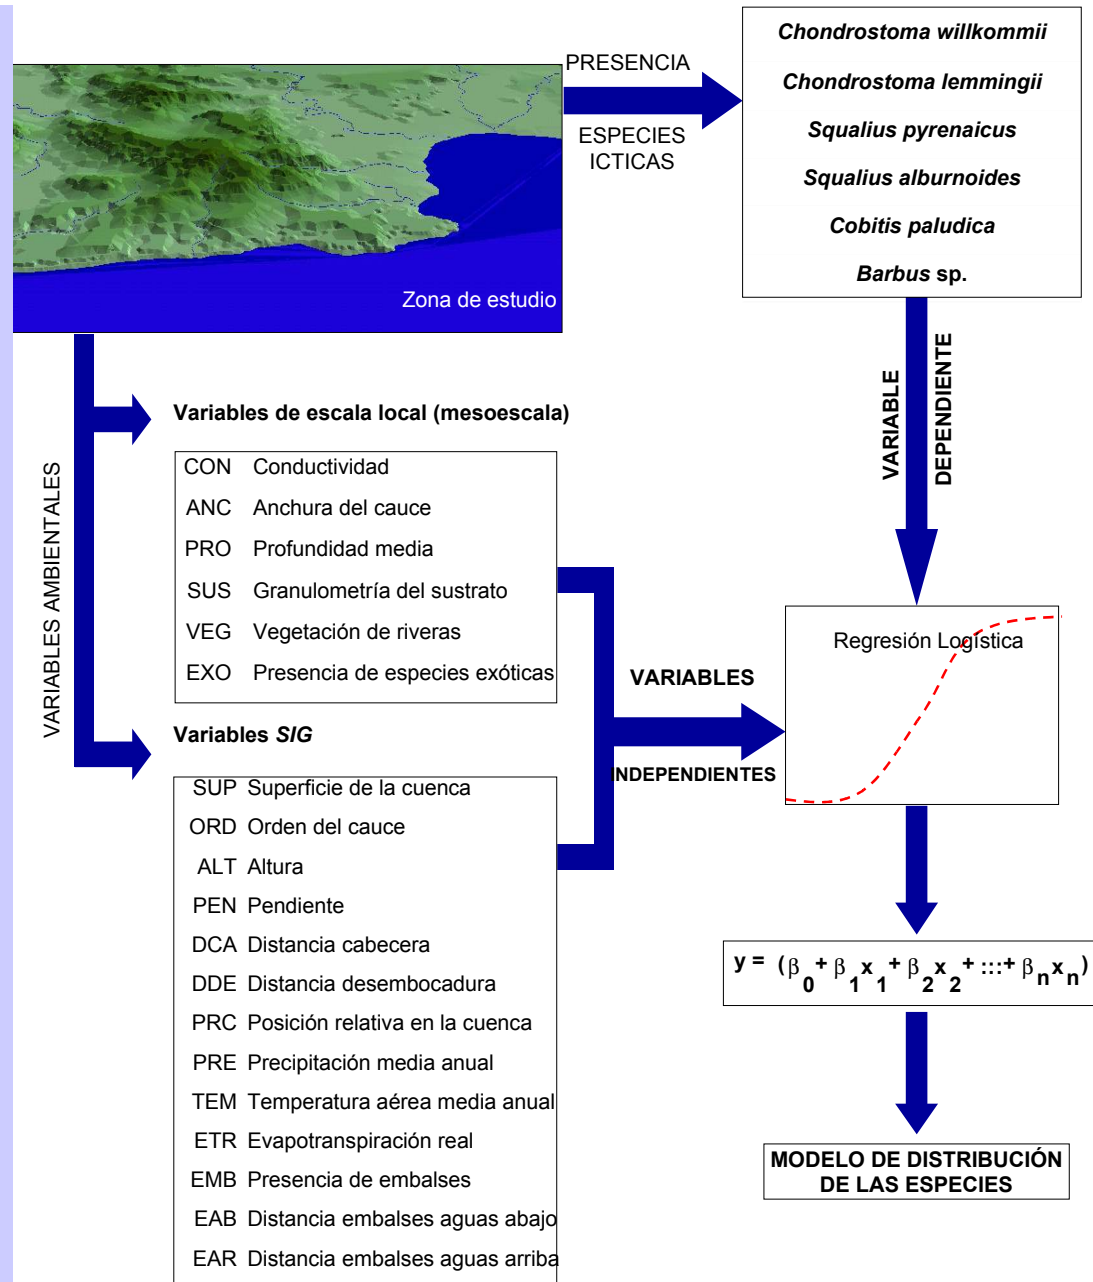 PRESENCIA
ESPECIES
ICTICAS
Chondrostoma willkommii
Chondrostoma lemmingii
Squalius pyrenaicus
Squalius alburnoides
Cobitis paludica
Barbus sp.
Zona de estudio
VARIABLE
DEPENDIENTE
VARIABLES AMBIENTALES
Variables de escala local (mesoescala)
CON Conductividad
ANC Anchura del cauce
PRO Profundidad media
SUS Granulometría del sustrato
VEG Vegetación de riveras
EXO Presencia de especies exóticas
Variables SIG
SUP Superficie de la cuenca
ORD Orden del cauce
ALT Altura
PEN Pendiente
DCA Distancia cabecera
DDE Distancia desembocadura
PRC Posición relativa en la cuenca
PRE Precipitación media anual
TEM Temperatura aérea media anual
ETR Evapotranspiración real
EMB Presencia de embalses
EAB Distancia embalses aguas abajo
EAR Distancia embalses aguas arriba
VARIABLES
INDEPENDIENTES
Regresión Logística
y = (β0 + β1x1 + β2x2 + :::+ βnxn)
MODELO DE DISTRIBUCIÓN
DE LAS ESPECIES